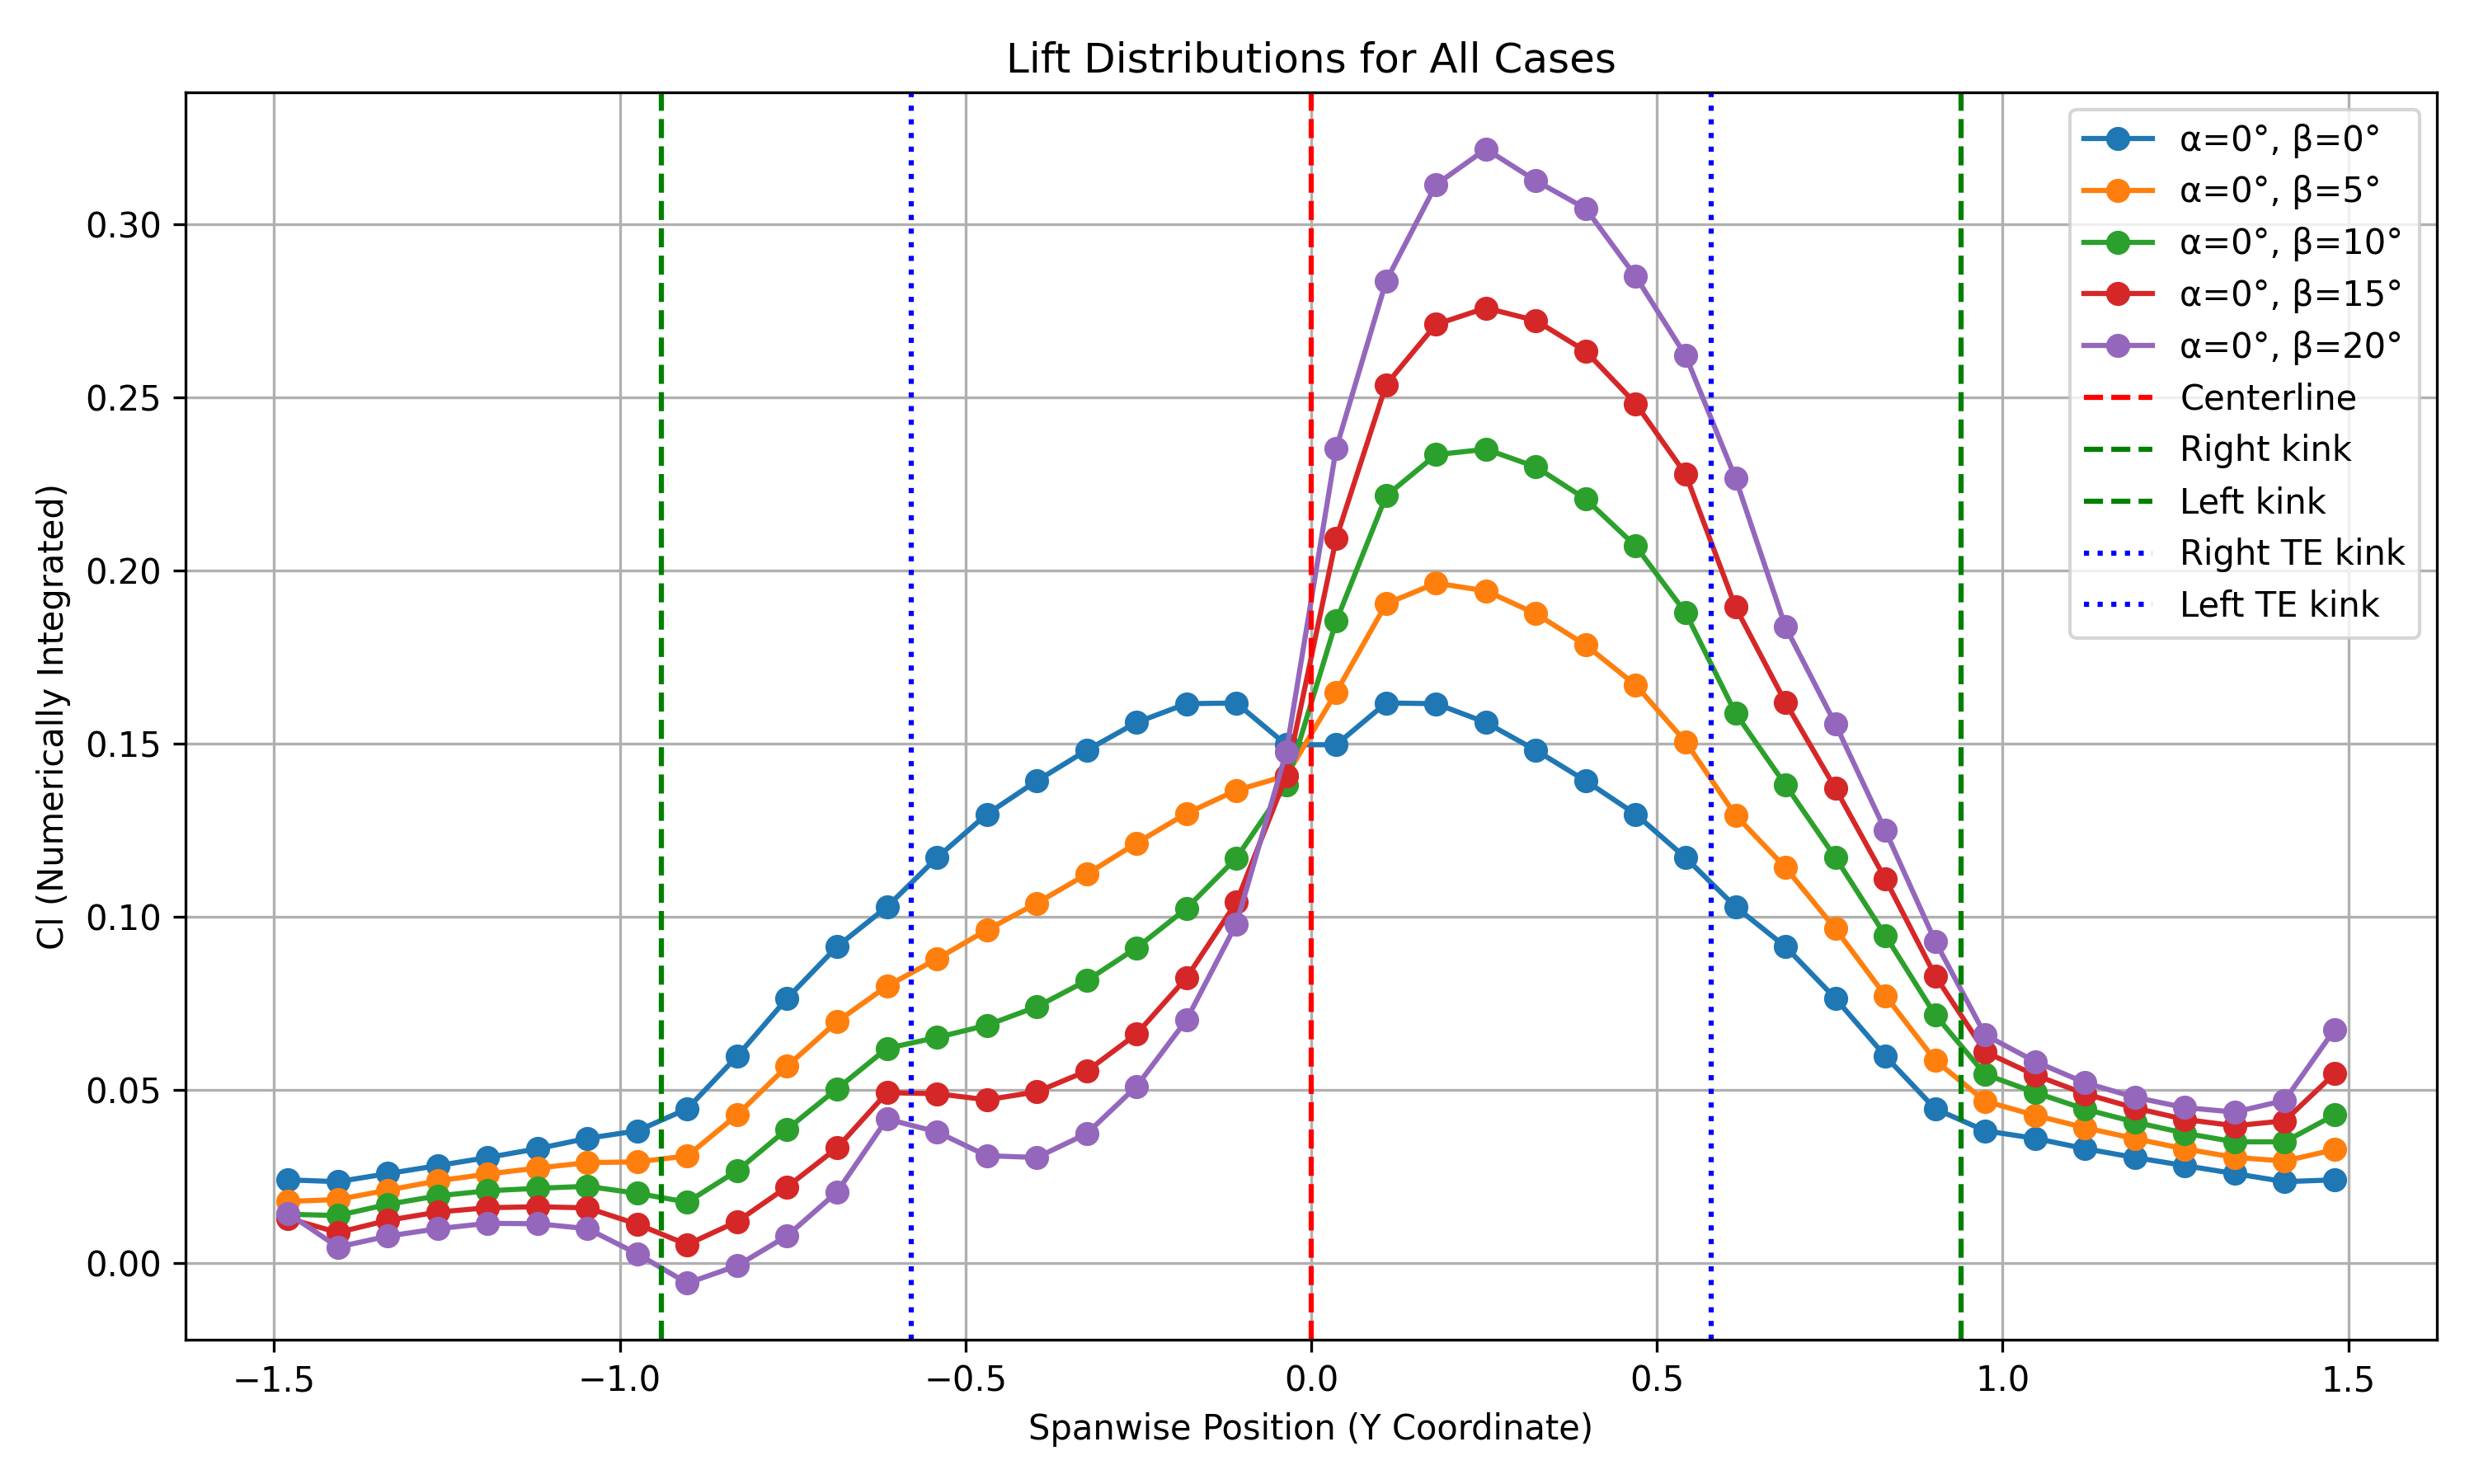 Lift Distributions for All Cases
α=0°, β=0°
α=0°, β=5°
α=0°, β=10°
α=0°, β=15°
α=0°, β=20°
Centerline
Right kink
Left kink
Right TE kink
Left TE kink
Cl (Numerically Integrated)
0.30
0.25
0.20
0.15
0.10
0.05
0.00
−1.5 −1.0 −0.5 0.0 0.5 1.0 1.5
Spanwise Position (Y Coordinate)